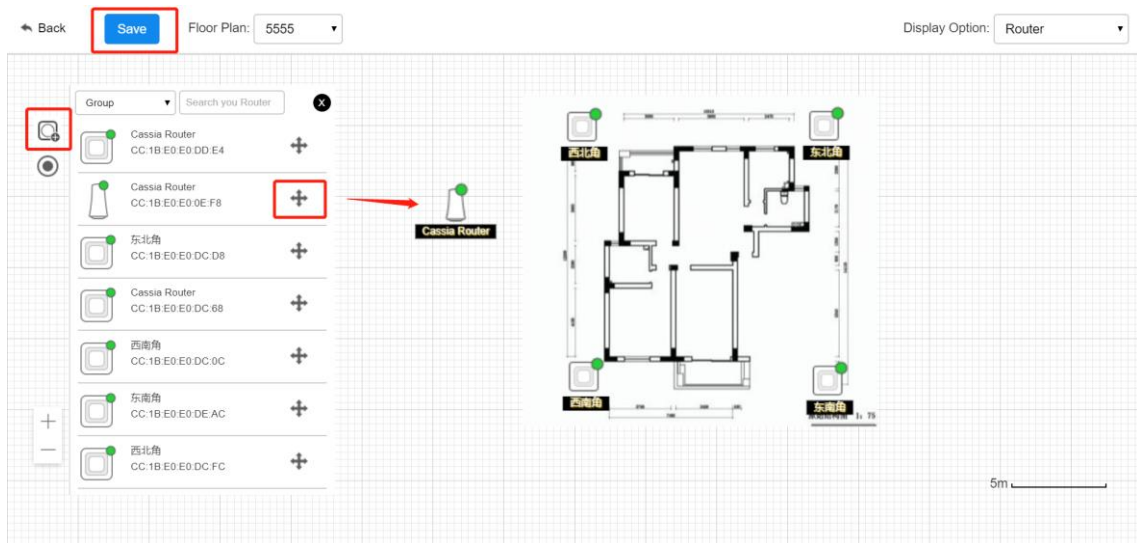 Back
Save
Floor Plan:
5555
Display Option:
Router
Group
Search you Router
X
Cassia Router
CC:1B:E0:E0:DD:E4
Cassia Router
CC:1B:E0:E0:0E:F8
东北角
CC:1B:E0:E0:DC:D8
Cassia Router
CC:1B:E0:E0:DC:68
西南角
CC:1B:E0:E0:DC:0C
东南角
CC:1B:E0:E0:DE:AC
西北角
CC:1B:E0:E0:DC:FC
Cassia Router
西北角
东北角
西南角
东南角
1: 75
5m